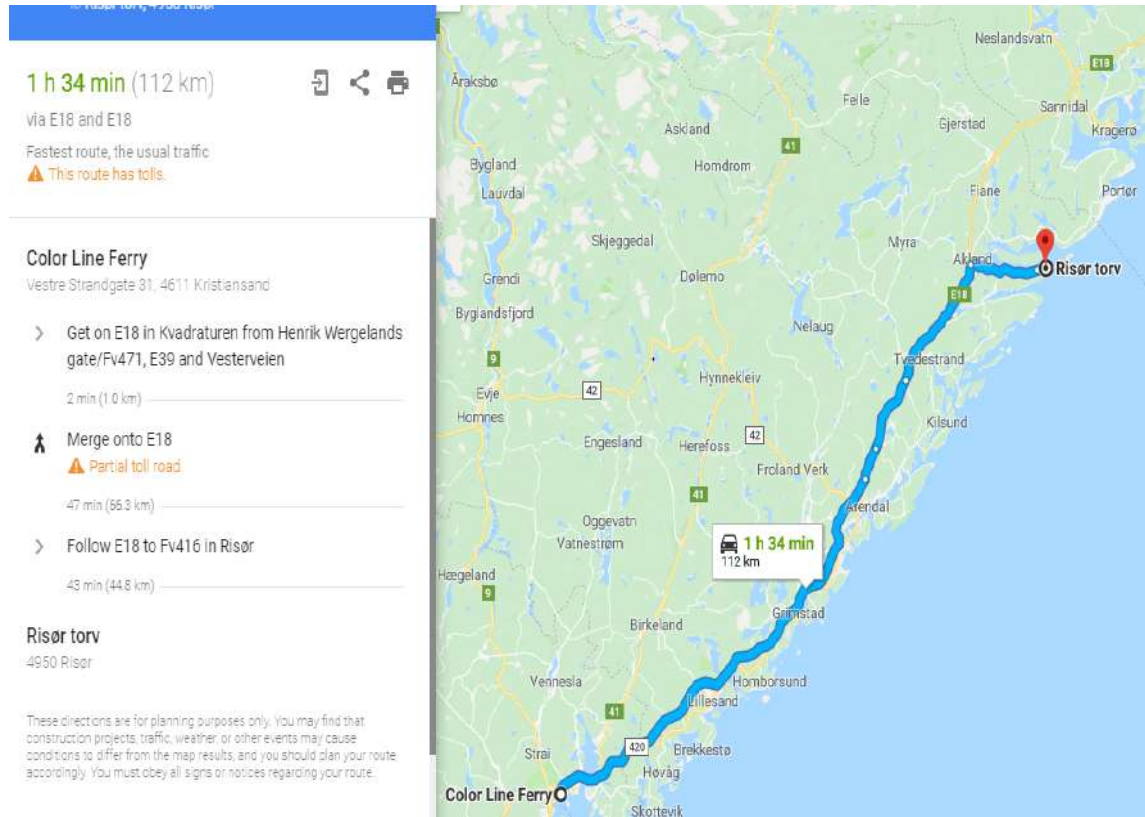 to Risør torv, 4950 Risør
1 h 34 min (112 km)
via E18 and E18
Fastest route, the usual traffic
This route has tolls.
Color Line Ferry
Vestre Strandgate 31, 4611 Kristiansand
Get on E18 in Kvadraturen from Henrik Wergelands
gate/Fv471, E39 and Vesterveien
2 min (1.0 km)
Merge onto E18
Partial toll road
47 min (66.3 km)
Follow E18 to Fv416 in Risør
43 min (44.8 km)
Risør torv
4950 Risør
These directions are for planning purposes only. You may find that
construction projects, traffic, weather, or other events may cause
conditions to differ from the map results, and you should plan your route
accordingly. You must obey all signs or notices regarding your route.
Neslandsvatn
E18
Åraksbø
Feile
Sannidal
Askland
Gjerstad
Kragerø
41
Bygland
Homdrom
Lauvdal
Fiane
Portør
Skjeggedal
Myra
Akland
Grendi
Dølemo
Risør torv
E18
Byglandsfjord
Nelaug
9
Tvedestrand
Evje
42
Hynnekleiv
Hornnes
Kilsund
Engesland
Herefoss
42
Froland Verk
41
Oggevatn
Arendal
Vatnestrøm
1 h 34 min
112 km
Hægeland
9
Grimstad
Birkeland
Vennesla
Homborsund
Lillesand
41
Strai
420
Brekkestø
Høvåg
Color Line Ferry
Skottevik